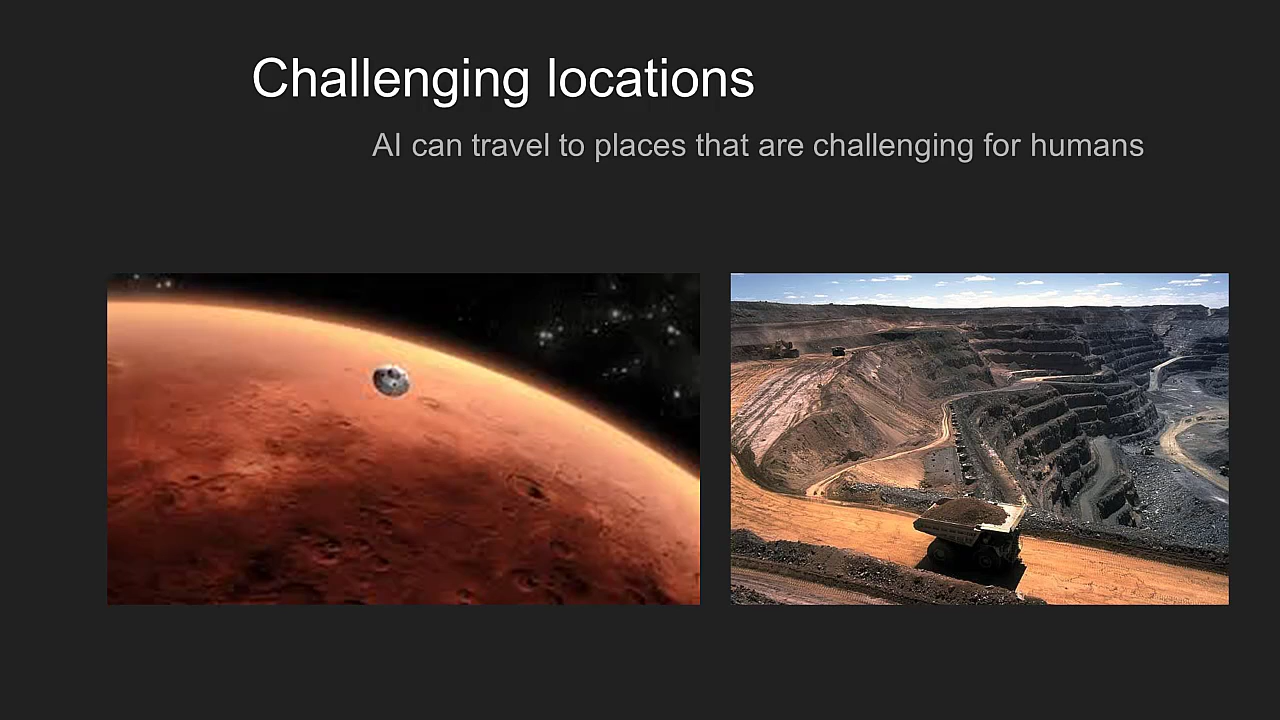 Challenging locations
AI can travel to places that are challenging for humans